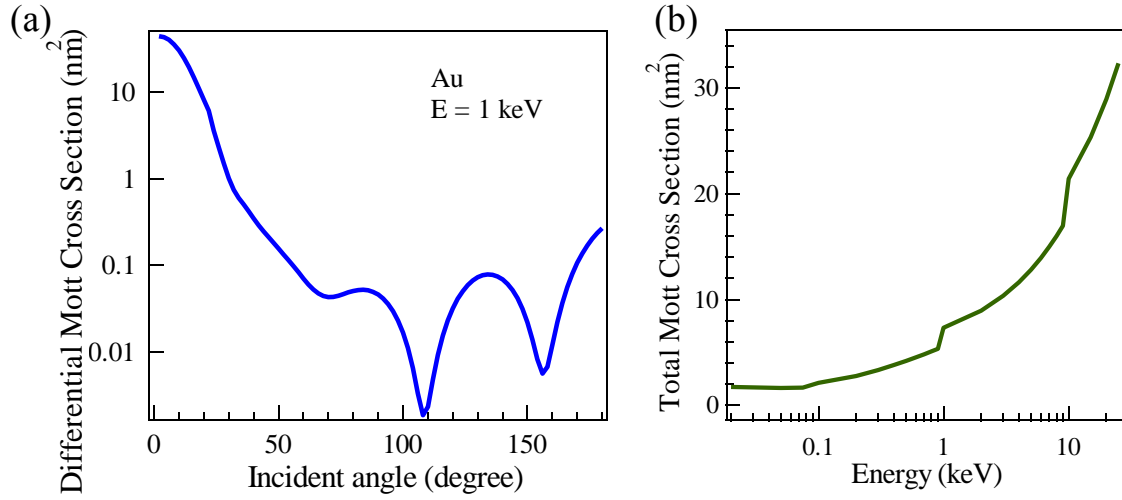 (a)
Differential Mott Cross Section (nm²)
10
1
0.1
0.01
Au
E = 1 keV
0
50
100
150
Incident angle (degree)
(b)
Total Mott Cross Section (nm²)
30
20
10
0
0.1
1
10
Energy (keV)